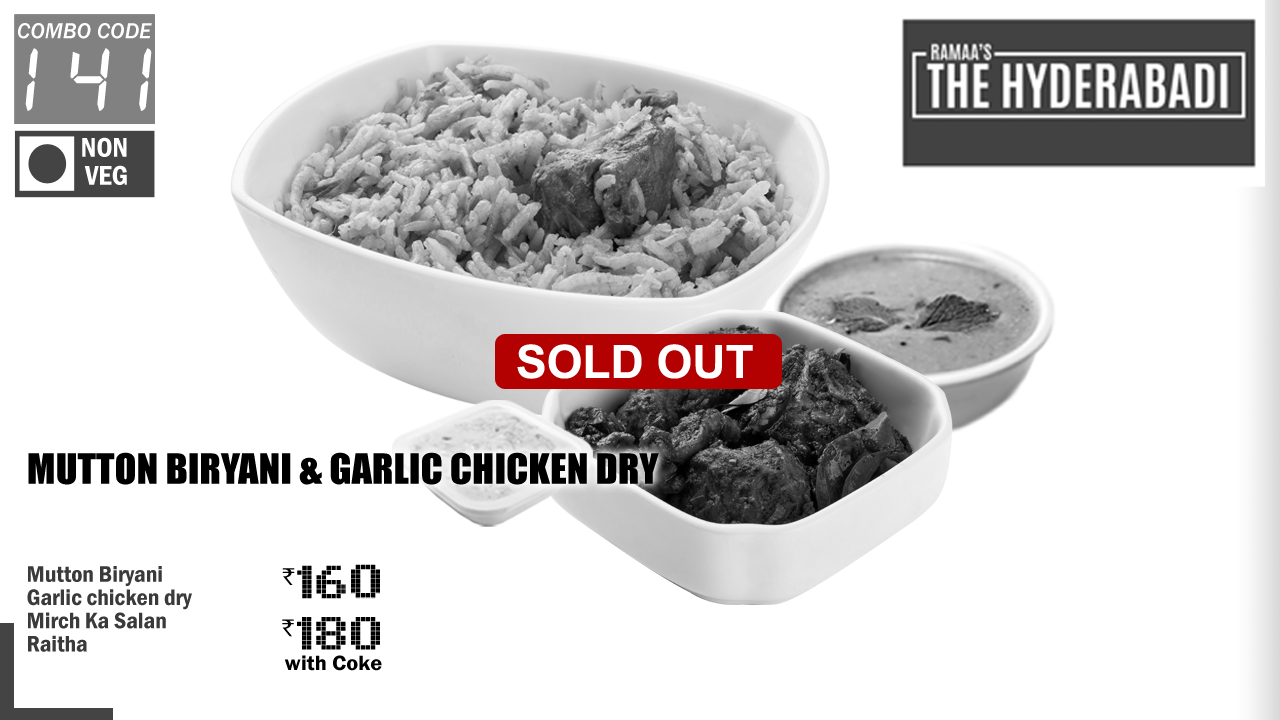 COMBO CODE
141
NON
VEG
RAMAA'S
THE HYDERABADI
SOLD OUT
MUTTON BIRYANI & GARLIC CHICKEN DRY
Mutton Biryani
Garlic chicken dry
Mirch Ka Salan
Raitha
₹160
₹180
with Coke